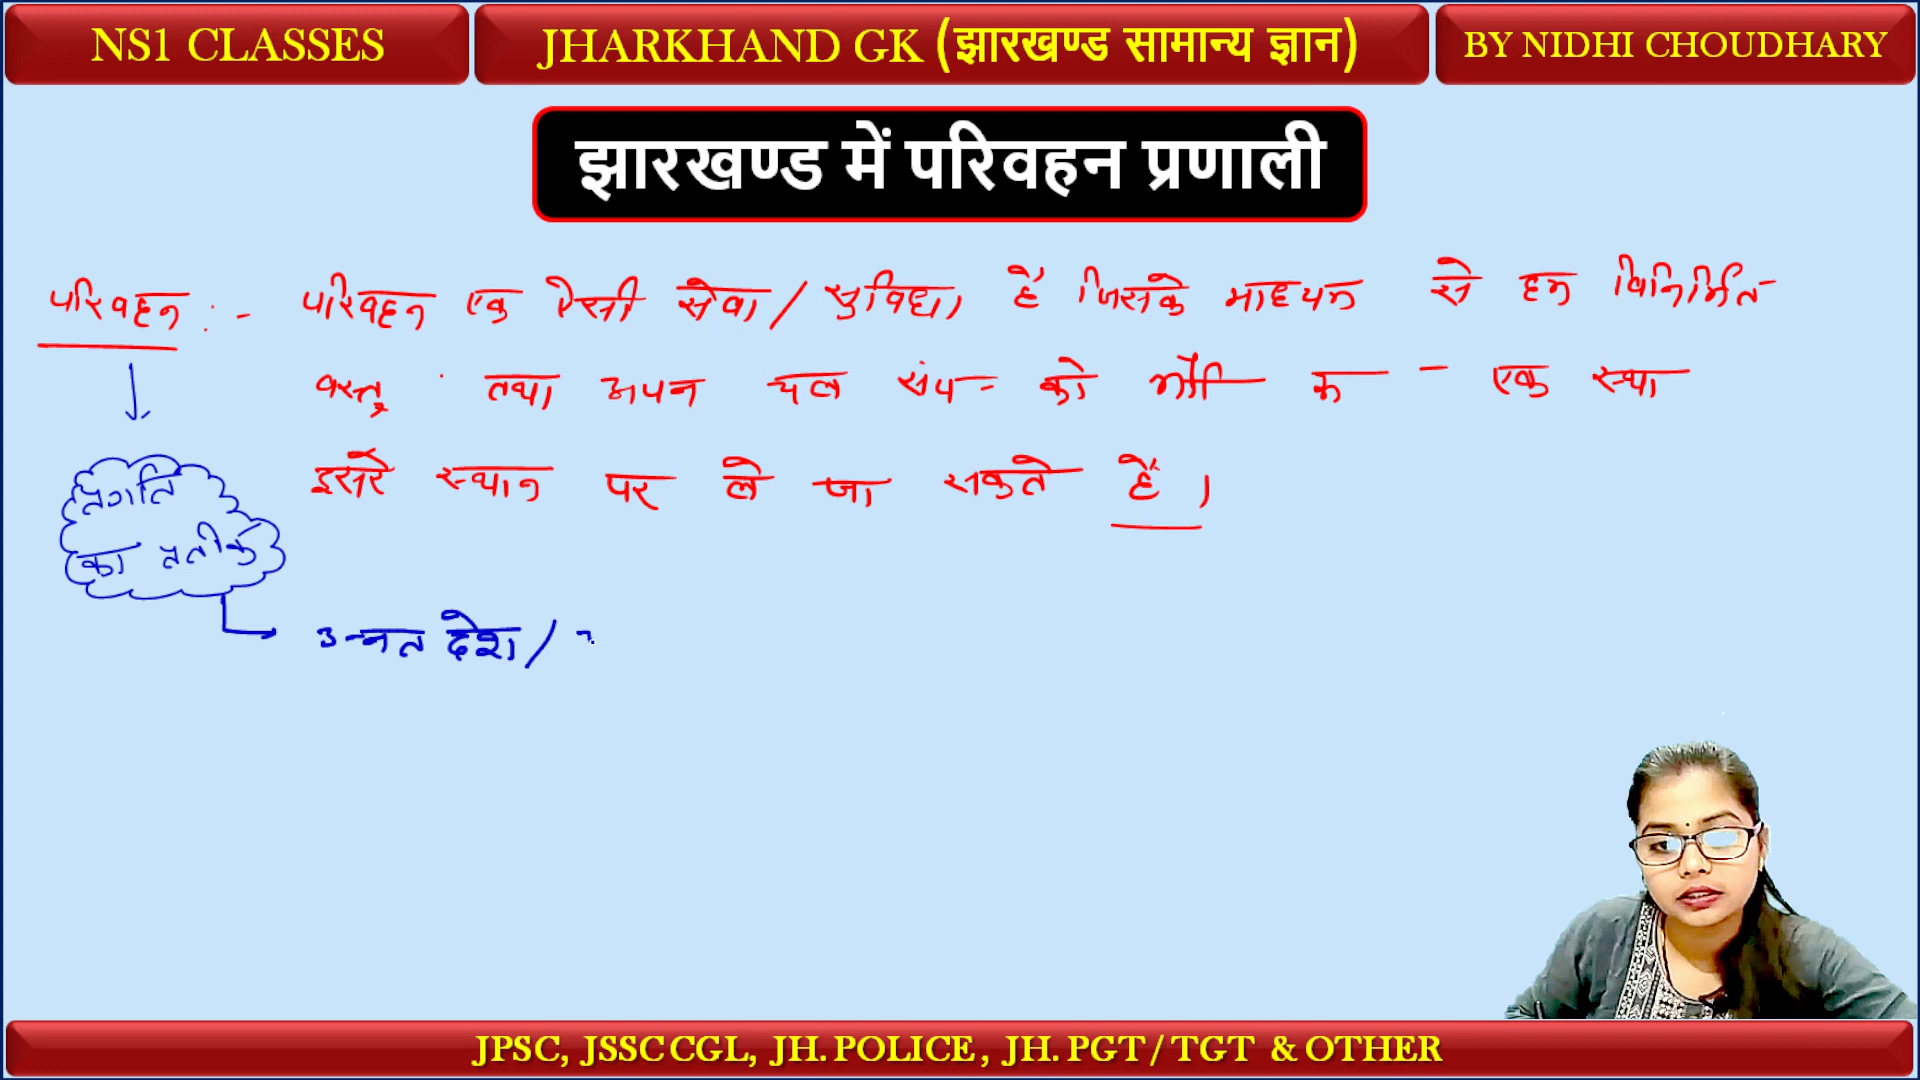 NS1 CLASSES
JHARKHAND GK (झारखण्ड सामान्य ज्ञान)
BY NIDHI CHOUDHARY
झारखण्ड में परिवहन प्रणाली
परिवहन :- परिवहन एक ऐसी सेवा / सुविधा है जिसके माध्यम से हम विनिर्मित
वस्तु तथा अपन चल को एक स्था
दूसरे स्थान पर ले जा सकते हैं।
प्रगति
का प्रतीक
उन्नत देश /
JPSC, JSSC CGL, JH. POLICE, JH. PGT / TGT & OTHER